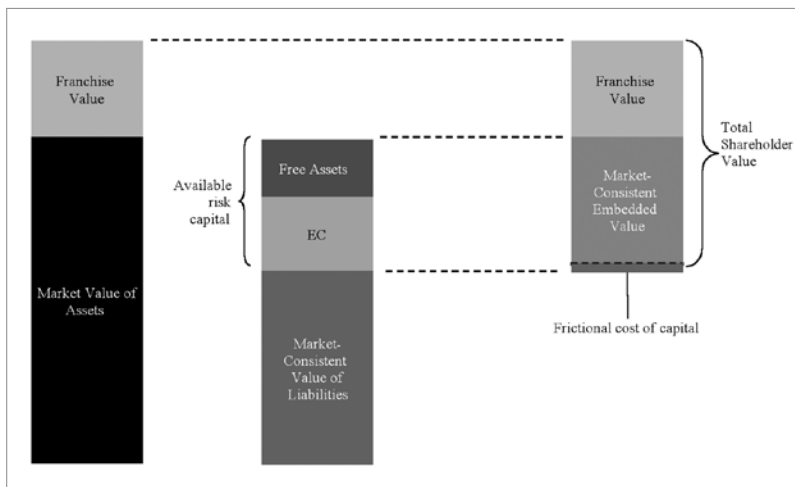 Franchise
Value
Market Value of
Assets
Available
risk
capital
Free Assets
EC
Market-
Consistent
Value of
Liabilities
Franchise
Value
Market-
Consistent
Embedded
Value
Total
Shareholder
Value
Frictional cost of capital